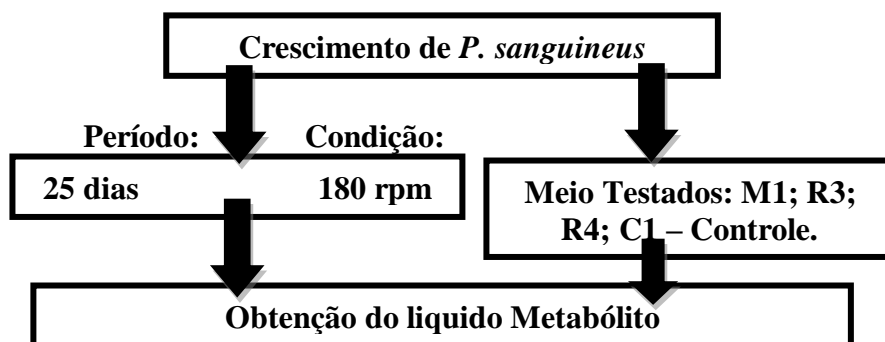 Crescimento de P. sanguineus
Período: Condição:
25 dias 180 rpm
Meio Testados: M1; R3;
R4; C1 – Controle.
Obtenção do liquido Metabólito